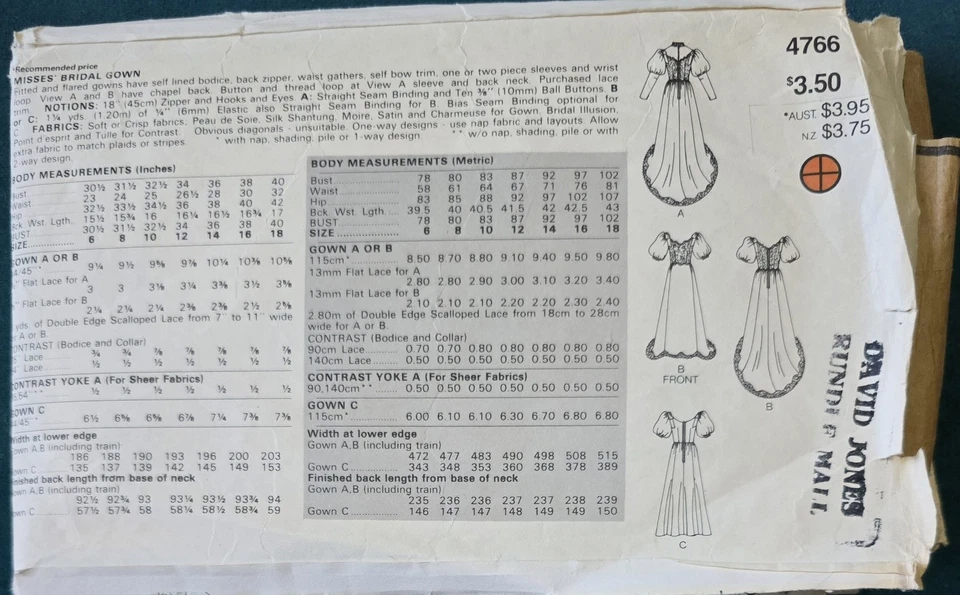 *Recommended price
MISSES' BRIDAL GOWN
Fitted and flared gowns have self lined bodice, back zipper, waist gathers, self bow trim, one or two piece sleeves and wrist
loop View A and B have chapel back. Button and thread loop at View A sleeve and back neck. Purchased lace
trim. NOTIONS: 18" (45cm) Zipper and Hooks and Eyes. A: Straight Seam Binding and Ten ⅜" (10mm) Ball Buttons. B
or C: 1¼ yds. (1.20m) of ¼" (6mm) Elastic also Straight Seam Binding for B. Bias Seam Binding optional for
C. FABRICS: Soft or Crisp fabrics. Peau de Soie, Silk Shantung, Moire, Satin and Charmeuse for Gown. Bridal Illusion,
Point d'esprit and Tulle for Contrast. Obvious diagonals - unsuitable. One-way designs - use nap fabric and layouts. Allow
extra fabric to match plaids or stripes. * with nap, shading, pile or 1-way design. ** w/o nap, shading, pile or with
2-way design.
BODY MEASUREMENTS (Inches)
Bust 30½ 31½ 32½ 34 36 38 40
Waist 23 24 25 26½ 28 30 32
Hip 32½ 33½ 34½ 36 38 40 42
Bck. Wst. Lgth. 15½ 15¾ 16 16¼ 16½ 16¾ 17
BUST 30½ 31½ 32½ 34 36 38 40
SIZE 6 8 10 12 14 16 18
GOWN A OR B
44/45"* 9¼ 9½ 9⅝ 9⅞ 10¼ 10⅜ 10⅝
" Flat Lace for A
3 3 3⅛ 3¼ 3⅜ 3½ 3⅝
" Flat Lace for B
2¼ 2¼ 2¼ 2⅜ 2⅜ 2½ 2⅝
yds. of Double Edge Scalloped Lace from 7" to 11" wide
for A or B.
CONTRAST (Bodice and Collar)
" Lace ¾ ¾ ⅞ ⅞ ⅞ ⅞ ⅞
" Lace ½ ½ ½ ½ ½ ½ ½
CONTRAST YOKE A (For Sheer Fabrics)
54"** ½ ½ ½ ½ ½ ½ ½
GOWN C
44/45"* 6½ 6⅝ 6⅝ 6⅞ 7¼ 7⅜ 7⅜
Width at lower edge
Gown A,B (including train)
186 188 190 193 196 200 203
Gown C 135 137 139 142 145 149 153
Finished back length from base of neck
Gown A,B (including train)
92½ 92¾ 93 93¼ 93½ 93¾ 94
Gown C 57½ 57¾ 58 58¼ 58½ 58¾ 59
BODY MEASUREMENTS (Metric)
Bust 78 80 83 87 92 97 102
Waist 58 61 64 67 71 76 81
Hip 83 85 88 92 97 102 107
Bck. Wst. Lgth. 39.5 40 40.5 41.5 42 42.5 43
BUST 78 80 83 87 92 97 102
SIZE 6 8 10 12 14 16 18
GOWN A OR B
115cm* 8.50 8.70 8.80 9.10 9.40 9.50 9.80
13mm Flat Lace for A
2.80 2.80 2.90 3.00 3.10 3.20 3.40
13mm Flat Lace for B
2.10 2.10 2.10 2.20 2.20 2.30 2.40
2.80m of Double Edge Scalloped Lace from 18cm to 28cm
wide for A or B.
CONTRAST (Bodice and Collar)
90cm Lace 0.70 0.70 0.80 0.80 0.80 0.80 0.80
140cm Lace 0.50 0.50 0.50 0.50 0.50 0.50 0.50
CONTRAST YOKE A (For Sheer Fabrics)
90,140cm** 0.50 0.50 0.50 0.50 0.50 0.50 0.50
GOWN C
115cm* 6.00 6.10 6.10 6.30 6.70 6.80 6.80
Width at lower edge
Gown A,B (including train)
472 477 483 490 498 508 515
Gown C 343 348 353 360 368 378 389
Finished back length from base of neck
Gown A,B (including train)
235 236 236 237 237 238 239
Gown C 146 147 147 148 149 149 150
4766
$3.50
*AUST. $3.95
N.Z. $3.75
A
B
FRONT
B
C
DAVID JONES
RUNDLE MALL